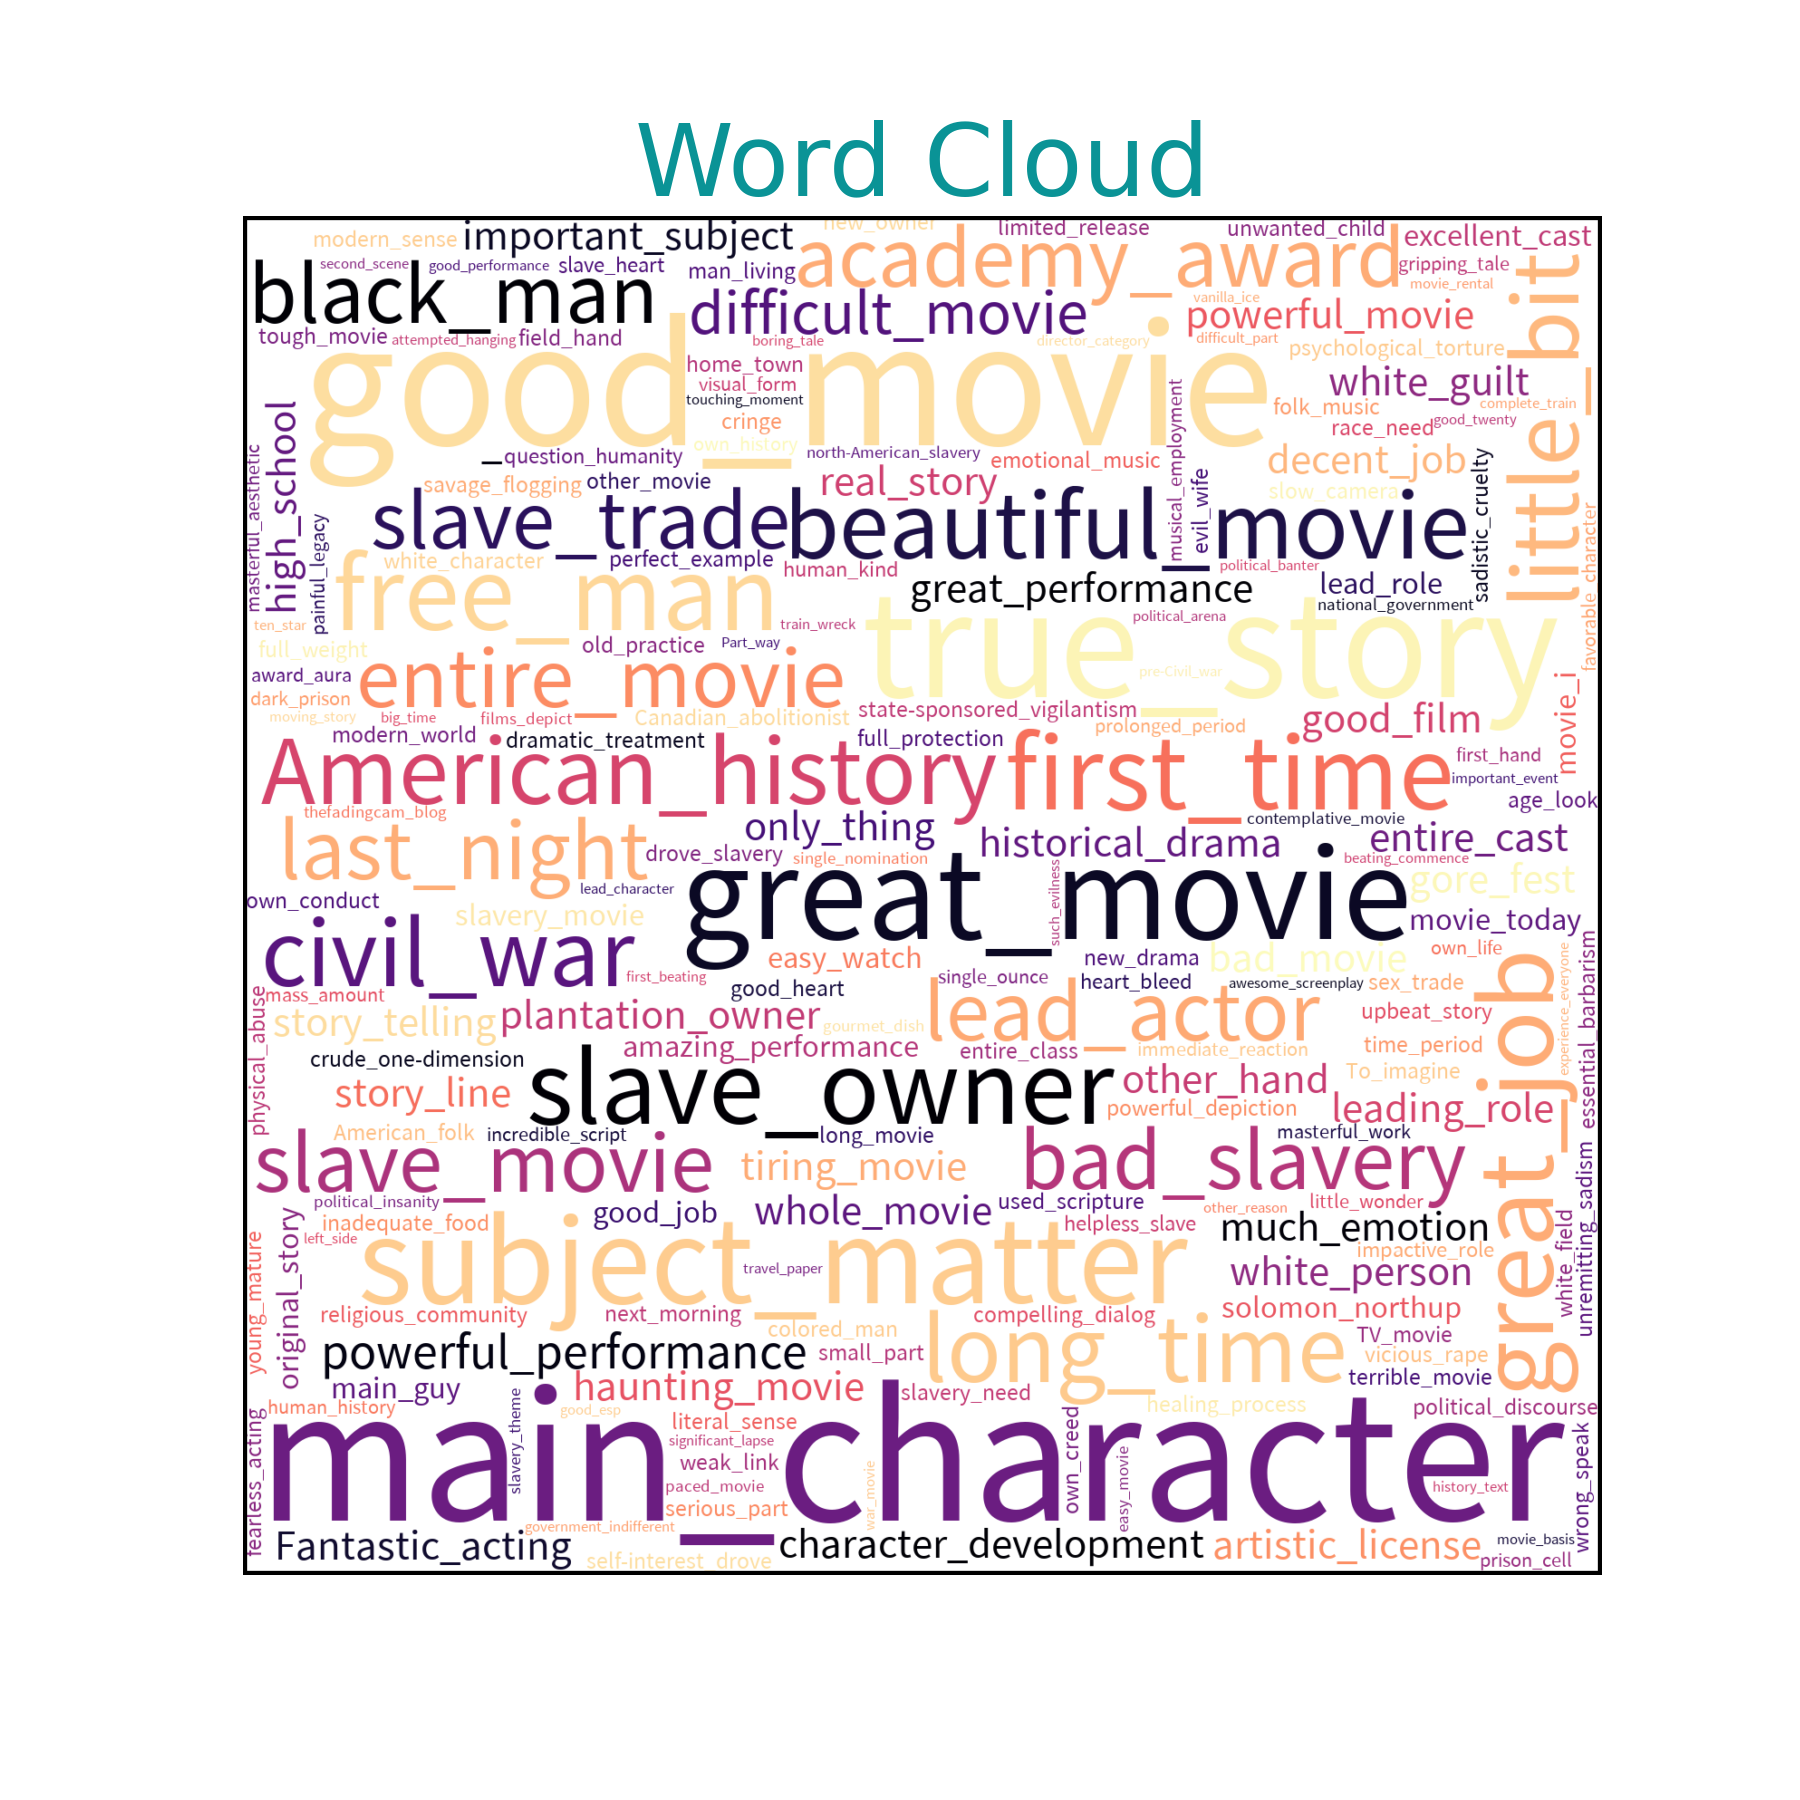 Word Cloud
new_owner
limited_release
unwanted_child
modern_sense
important_subject
academy_award
excellent_cast
second_scene
good_performance
slave_heart
man_living
gripping_tale
little_bit
black_man
difficult_movie
movie_rental
vanilla_ice
powerful_movie
tough_movie
attempted_hanging
field_hand
boring_tale
director_category
difficult_part
psychological_torture
good_movie
home_town
visual_form
touching_moment
white_guilt
cringe
folk_music
complete_train
race_need
good_twenty
high_school
own_history
musical_employment
masterful_aesthetic
question_humanity
north-American_slavery
emotional_music
decent_job
savage_flogging
other_movie
real_story
evil_wife
slow_camera
sadistic_cruelty
slave_trade
beautiful_movie
favorable_character
painful_legacy
white_character
perfect_example
human_kind
political_banter
free_man
great_performance
lead_role
national_government
ten_star
train_wreck
political_arena
true_story
full_weight
old_practice
Part_way
award_aura
entire_movie
pre-Civil_war
dark_prison
moving_story
big_time
films_depict
Canadian_abolitionist
state-sponsored_vigilantism
prolonged_period
good_film
movie_i
modern_world
dramatic_treatment
full_protection
American_history
first_time
first_hand
important_event
age_look
thefadingcam_blog
contemplative_movie
last_night
only_thing
historical_drama
entire_cast
drove_slavery
single_nomination
beating_commence
lead_character
great_movie
such_evilness
gore_fest
own_conduct
slavery_movie
movie_today
civil_war
easy_watch
new_drama
bad_movie
own_life
first_beating
single_ounce
heart_bleed
awesome_screenplay
sex_trade
experience_everyone
essential_barbarism
mass_amount
good_heart
great_job
physical_abuse
story_telling
plantation_owner
gourmet_dish
lead_actor
upbeat_story
amazing_performance
entire_class
immediate_reaction
time_period
crude_one-dimension
To_imagine
story_line
slave_owner
other_hand
powerful_depiction
leading_role
American_folk
incredible_script
long_movie
masterful_work
slave_movie
tiring_movie
bad_slavery
political_insanity
used_scripture
other_reason
little_wonder
unremitting_sadism
inadequate_food
good_job
whole_movie
helpless_slave
much_emotion
left_side
original_story
white_field
impactive_role
young_mature
subject_matter
travel_paper
white_person
religious_community
next_morning
compelling_dialog
solomon_northup
colored_man
long_time
TV_movie
powerful_performance
small_part
vicious_rape
terrible_movie
main_guy
haunting_movie
slavery_need
human_history
slavery_theme
good_esp
literal_sense
healing_process
political_discourse
fearless_acting
main_character
significant_lapse
own_creed
weak_link
war_movie
easy_movie
wrong_speak
paced_movie
history_text
serious_part
government_indifferent
Fantastic_acting
self-interest_drove
character_development
artistic_license
movie_basis
prison_cell